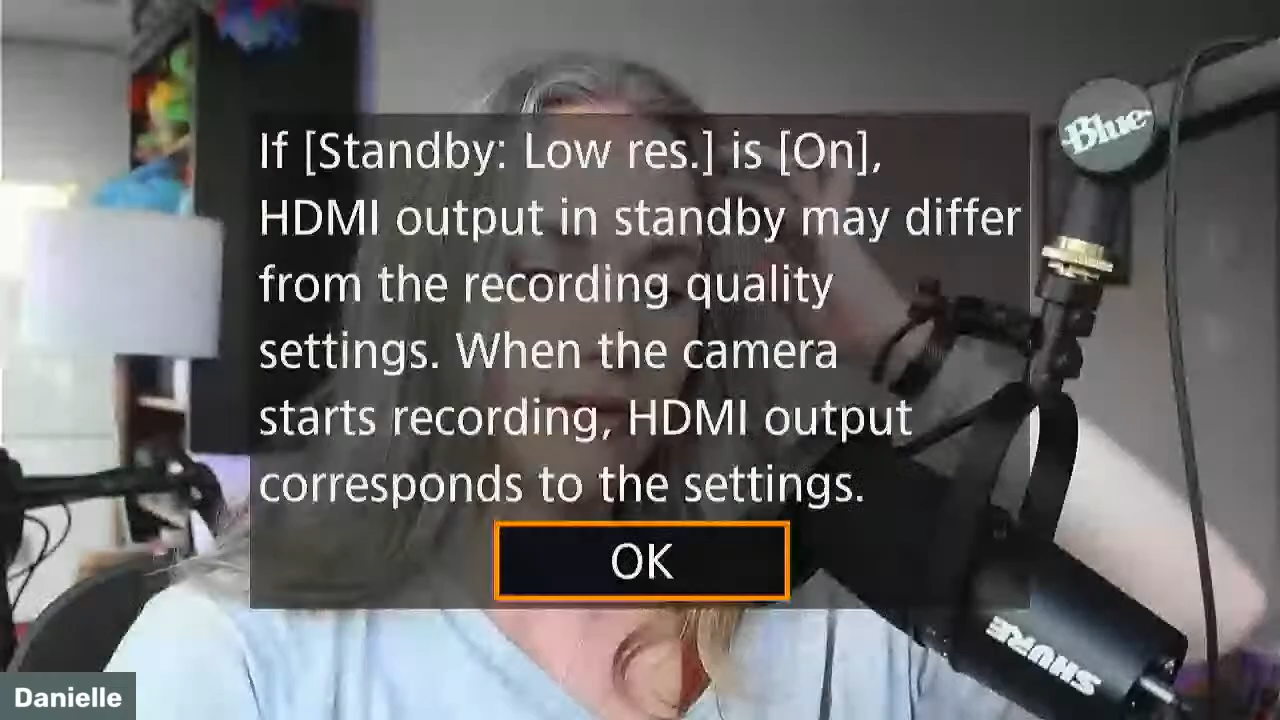 If [Standby: Low res.] is [On],
HDMI output in standby may differ
from the recording quality
settings. When the camera
starts recording, HDMI output
corresponds to the settings.
OK
Blue
SHURE
Danielle